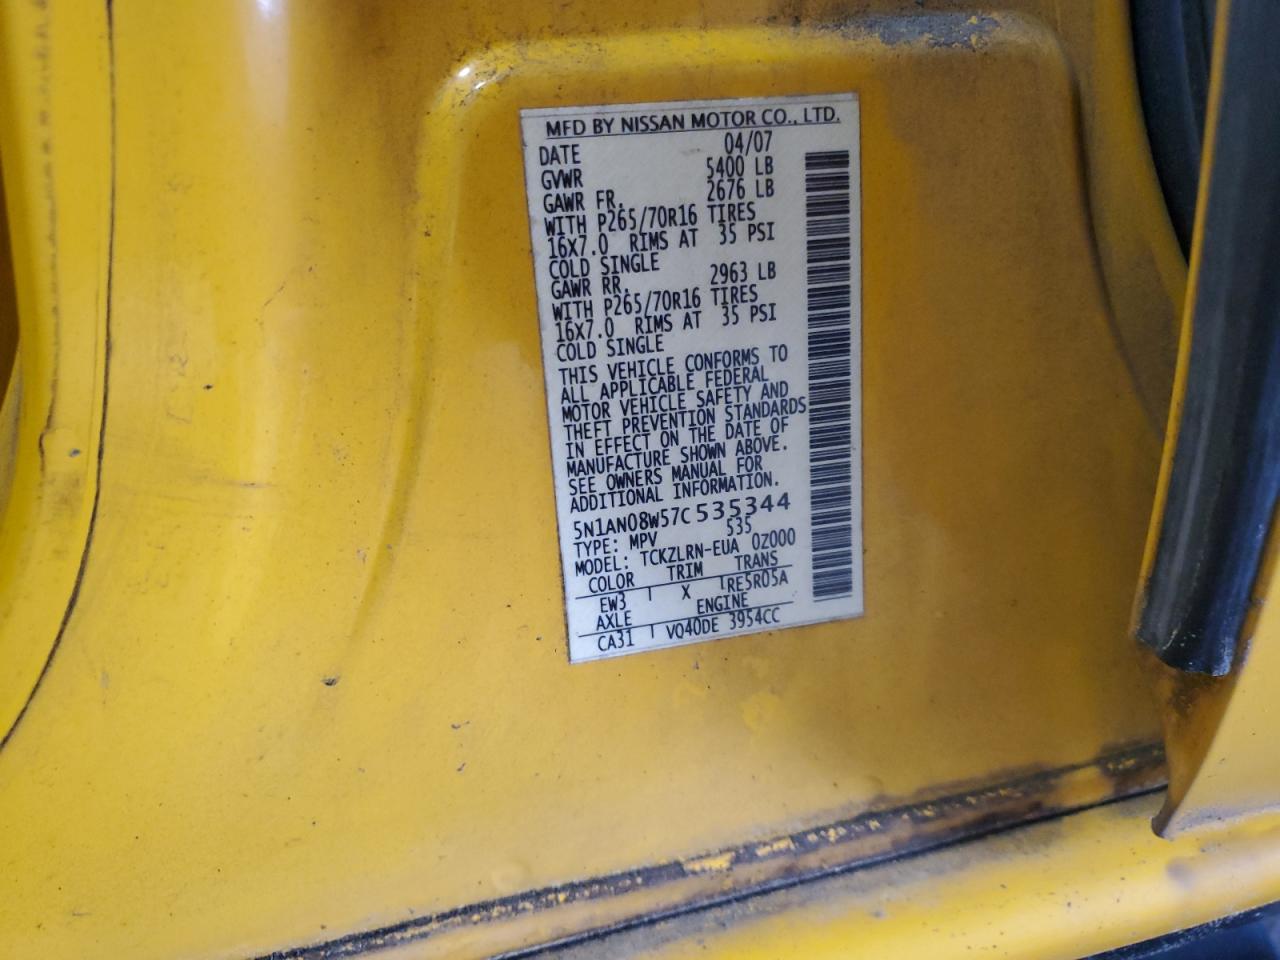 MFD BY NISSAN MOTOR CO., LTD.
DATE 04/07
GVWR 5400 LB
GAWR FR. 2676 LB
WITH P265/70R16 TIRES
16X7.0 RIMS AT 35 PSI
COLD SINGLE
GAWR RR. 2963 LB
WITH P265/70R16 TIRES
16X7.0 RIMS AT 35 PSI
COLD SINGLE
THIS VEHICLE CONFORMS TO
ALL APPLICABLE FEDERAL
MOTOR VEHICLE SAFETY AND
THEFT PREVENTION STANDARDS
IN EFFECT ON THE DATE OF
MANUFACTURE SHOWN ABOVE.
SEE OWNERS MANUAL FOR
ADDITIONAL INFORMATION.
5N1AN08W57C535344
TYPE: MPV 535
MODEL: TCKZLRN-EUA 0Z000
COLOR TRIM TRANS
EW3 X RE5R05A
AXLE ENGINE
CA31 VQ40DE 3954CC